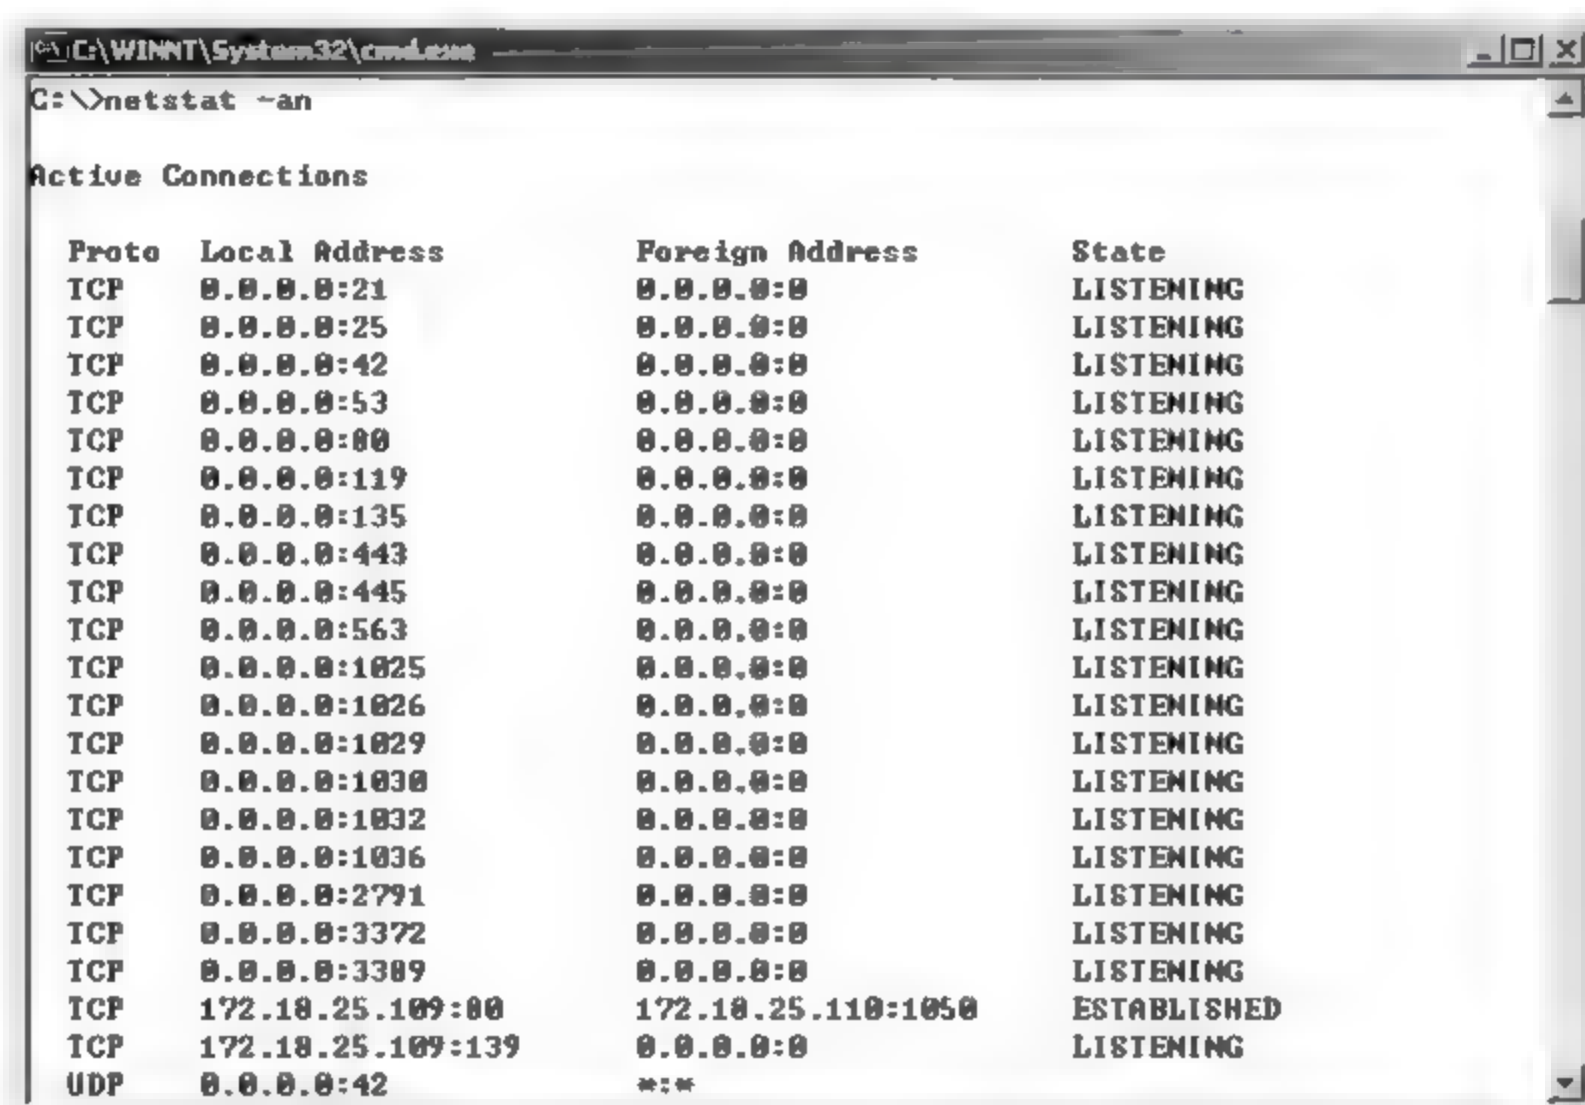 C:\WINNT\System32\cmd.exe
C:\>netstat -an
Active Connections
Proto Local Address Foreign Address State
TCP 0.0.0.0:21 0.0.0.0:0 LISTENING
TCP 0.0.0.0:25 0.0.0.0:0 LISTENING
TCP 0.0.0.0:42 0.0.0.0:0 LISTENING
TCP 0.0.0.0:53 0.0.0.0:0 LISTENING
TCP 0.0.0.0:80 0.0.0.0:0 LISTENING
TCP 0.0.0.0:119 0.0.0.0:0 LISTENING
TCP 0.0.0.0:135 0.0.0.0:0 LISTENING
TCP 0.0.0.0:443 0.0.0.0:0 LISTENING
TCP 0.0.0.0:445 0.0.0.0:0 LISTENING
TCP 0.0.0.0:563 0.0.0.0:0 LISTENING
TCP 0.0.0.0:1025 0.0.0.0:0 LISTENING
TCP 0.0.0.0:1026 0.0.0.0:0 LISTENING
TCP 0.0.0.0:1029 0.0.0.0:0 LISTENING
TCP 0.0.0.0:1030 0.0.0.0:0 LISTENING
TCP 0.0.0.0:1032 0.0.0.0:0 LISTENING
TCP 0.0.0.0:1036 0.0.0.0:0 LISTENING
TCP 0.0.0.0:2791 0.0.0.0:0 LISTENING
TCP 0.0.0.0:3372 0.0.0.0:0 LISTENING
TCP 0.0.0.0:3389 0.0.0.0:0 LISTENING
TCP 172.18.25.109:80 172.18.25.110:1050 ESTABLISHED
TCP 172.18.25.109:139 0.0.0.0:0 LISTENING
UDP 0.0.0.0:42 *:*